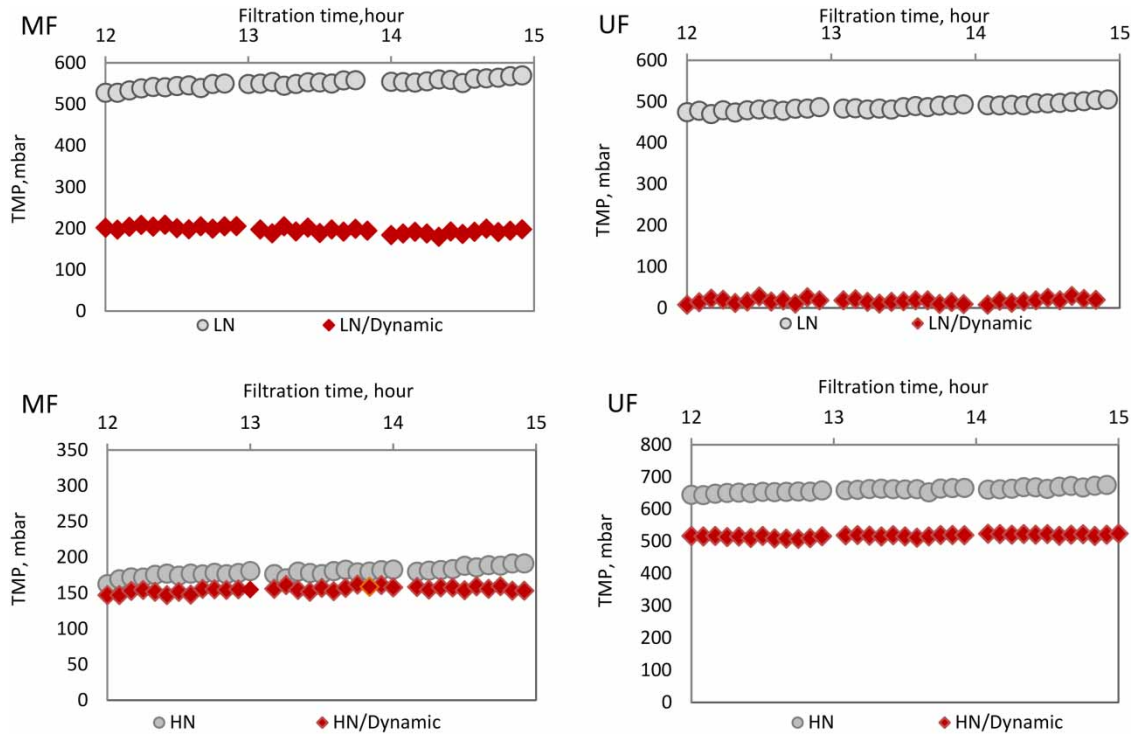 MF
Filtration time,hour
12 13 14 15
600
500
400
300
200
100
0
TMP,mbar
LN LN/Dynamic
UF
Filtration time, hour
12 13 14 15
600
500
400
300
200
100
0
TMP, mbar
LN LN/Dynamic
MF
Filtration time, hour
12 13 14 15
350
300
250
200
150
100
50
0
TMP, mbar
HN HN/Dynamic
UF
Filtration time, hour
12 13 14 15
800
700
600
500
400
300
200
100
0
TMP, mbar
HN HN/Dynamic